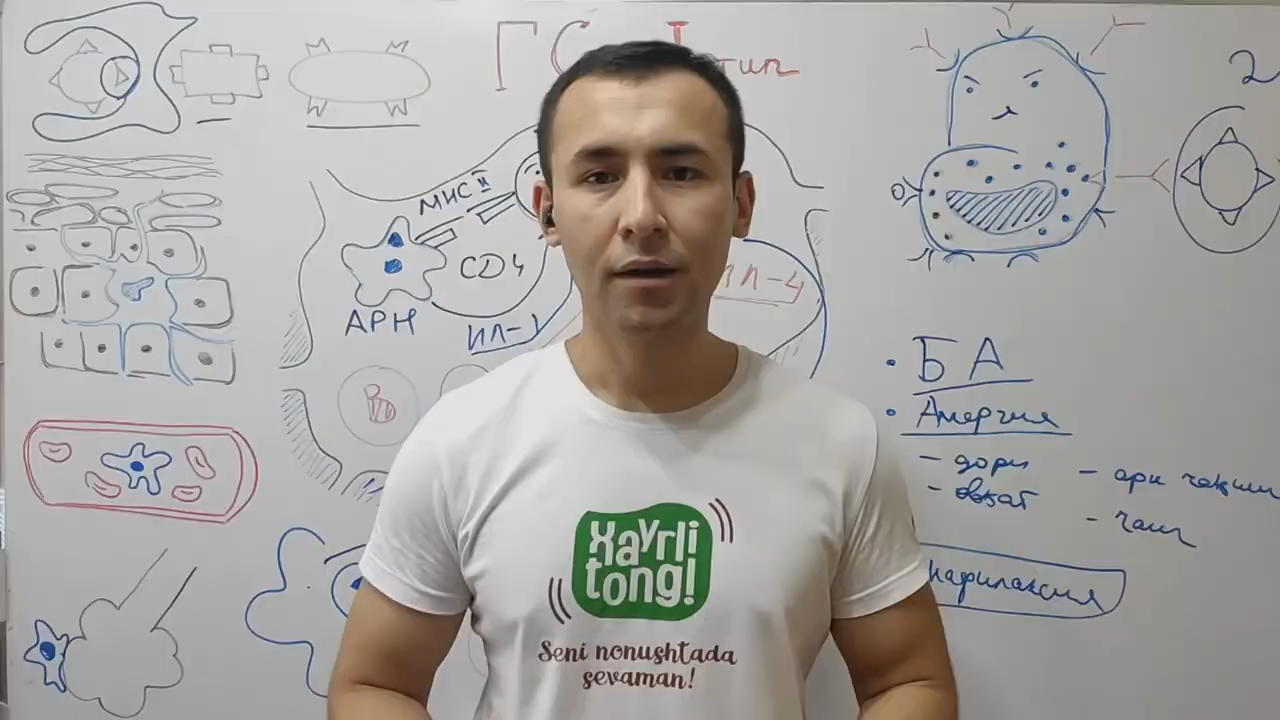 ГС I тип
2
МНС II
CD4
АРН
ИЛ-1
ИЛ-4
В
• БА
• Аллергия
- дори
- овқат
- ари чақиши
- чанг
Xayrli
tong!
Seni nonushtada
sevaman!